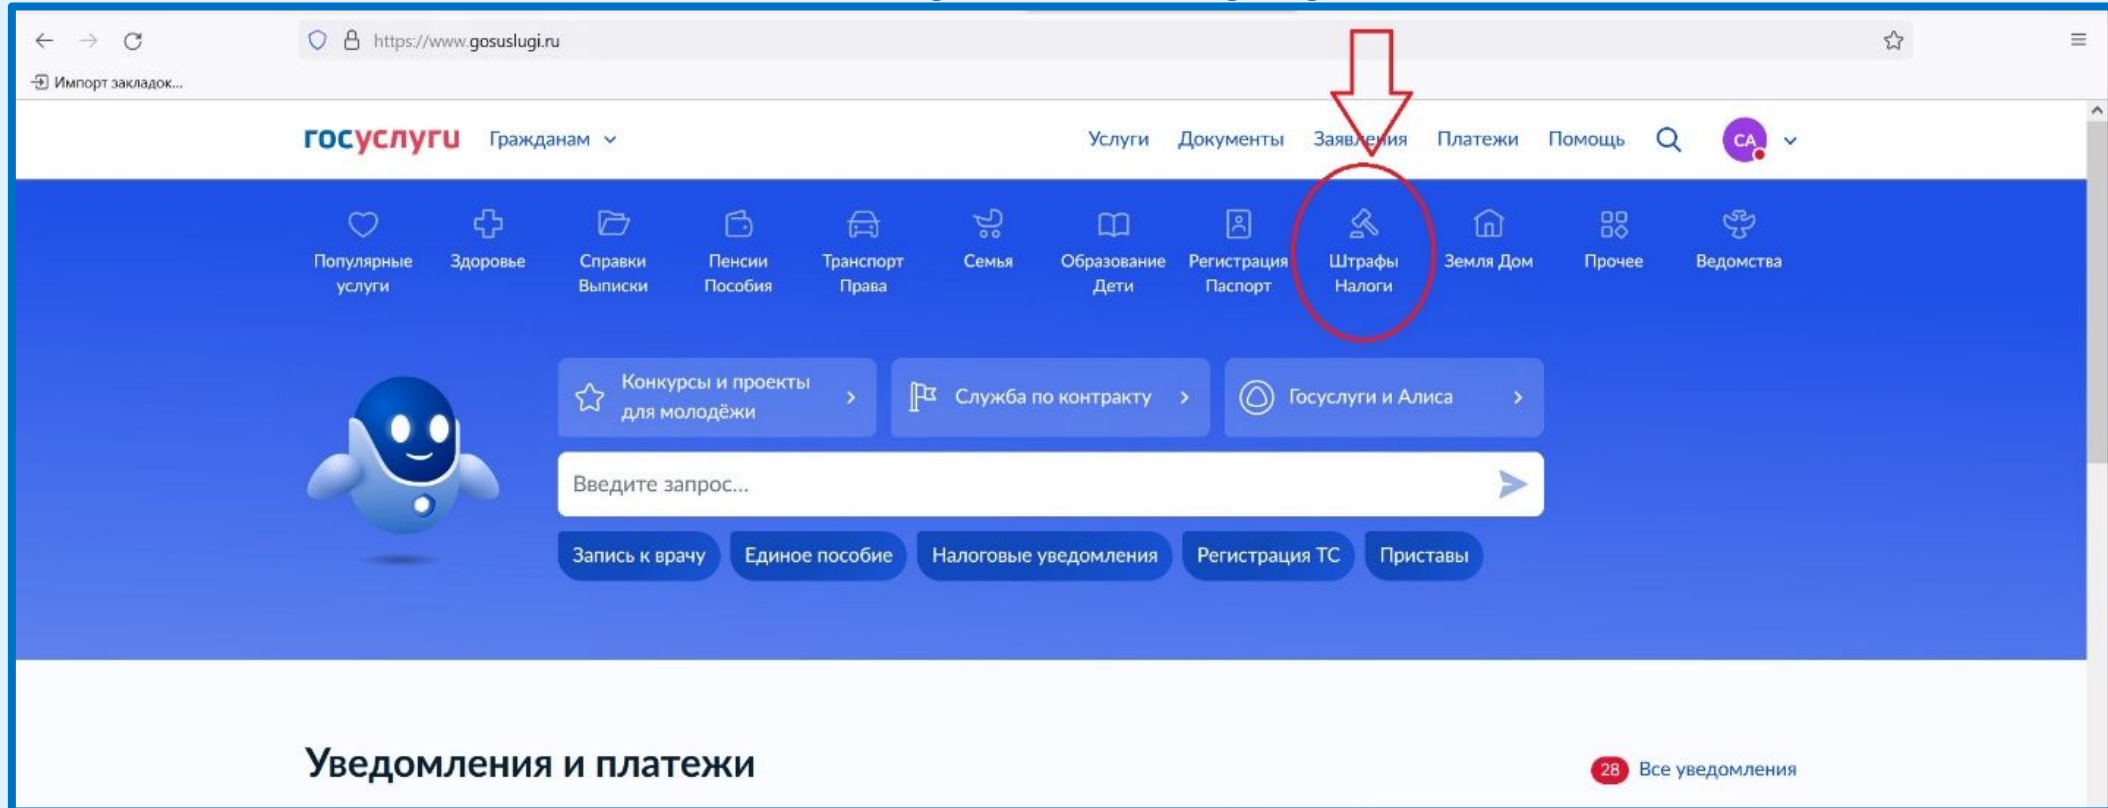 https://www.gosuslugi.ru
Импорт закладок...
госуслуги Гражданам Услуги Документы Заявления Платежи Помощь СА
Популярные услуги
Здоровье
Справки Выписки
Пенсии Пособия
Транспорт Права
Семья
Образование Дети
Регистрация Паспорт
Штрафы Налоги
Земля Дом
Прочее
Ведомства
Конкурсы и проекты
для молодёжи
Служба по контракту
Госуслуги и Алиса
Введите запрос...
Запись к врачу Единое пособие Налоговые уведомления Регистрация ТС Приставы
Уведомления и платежи
28 Все уведомления